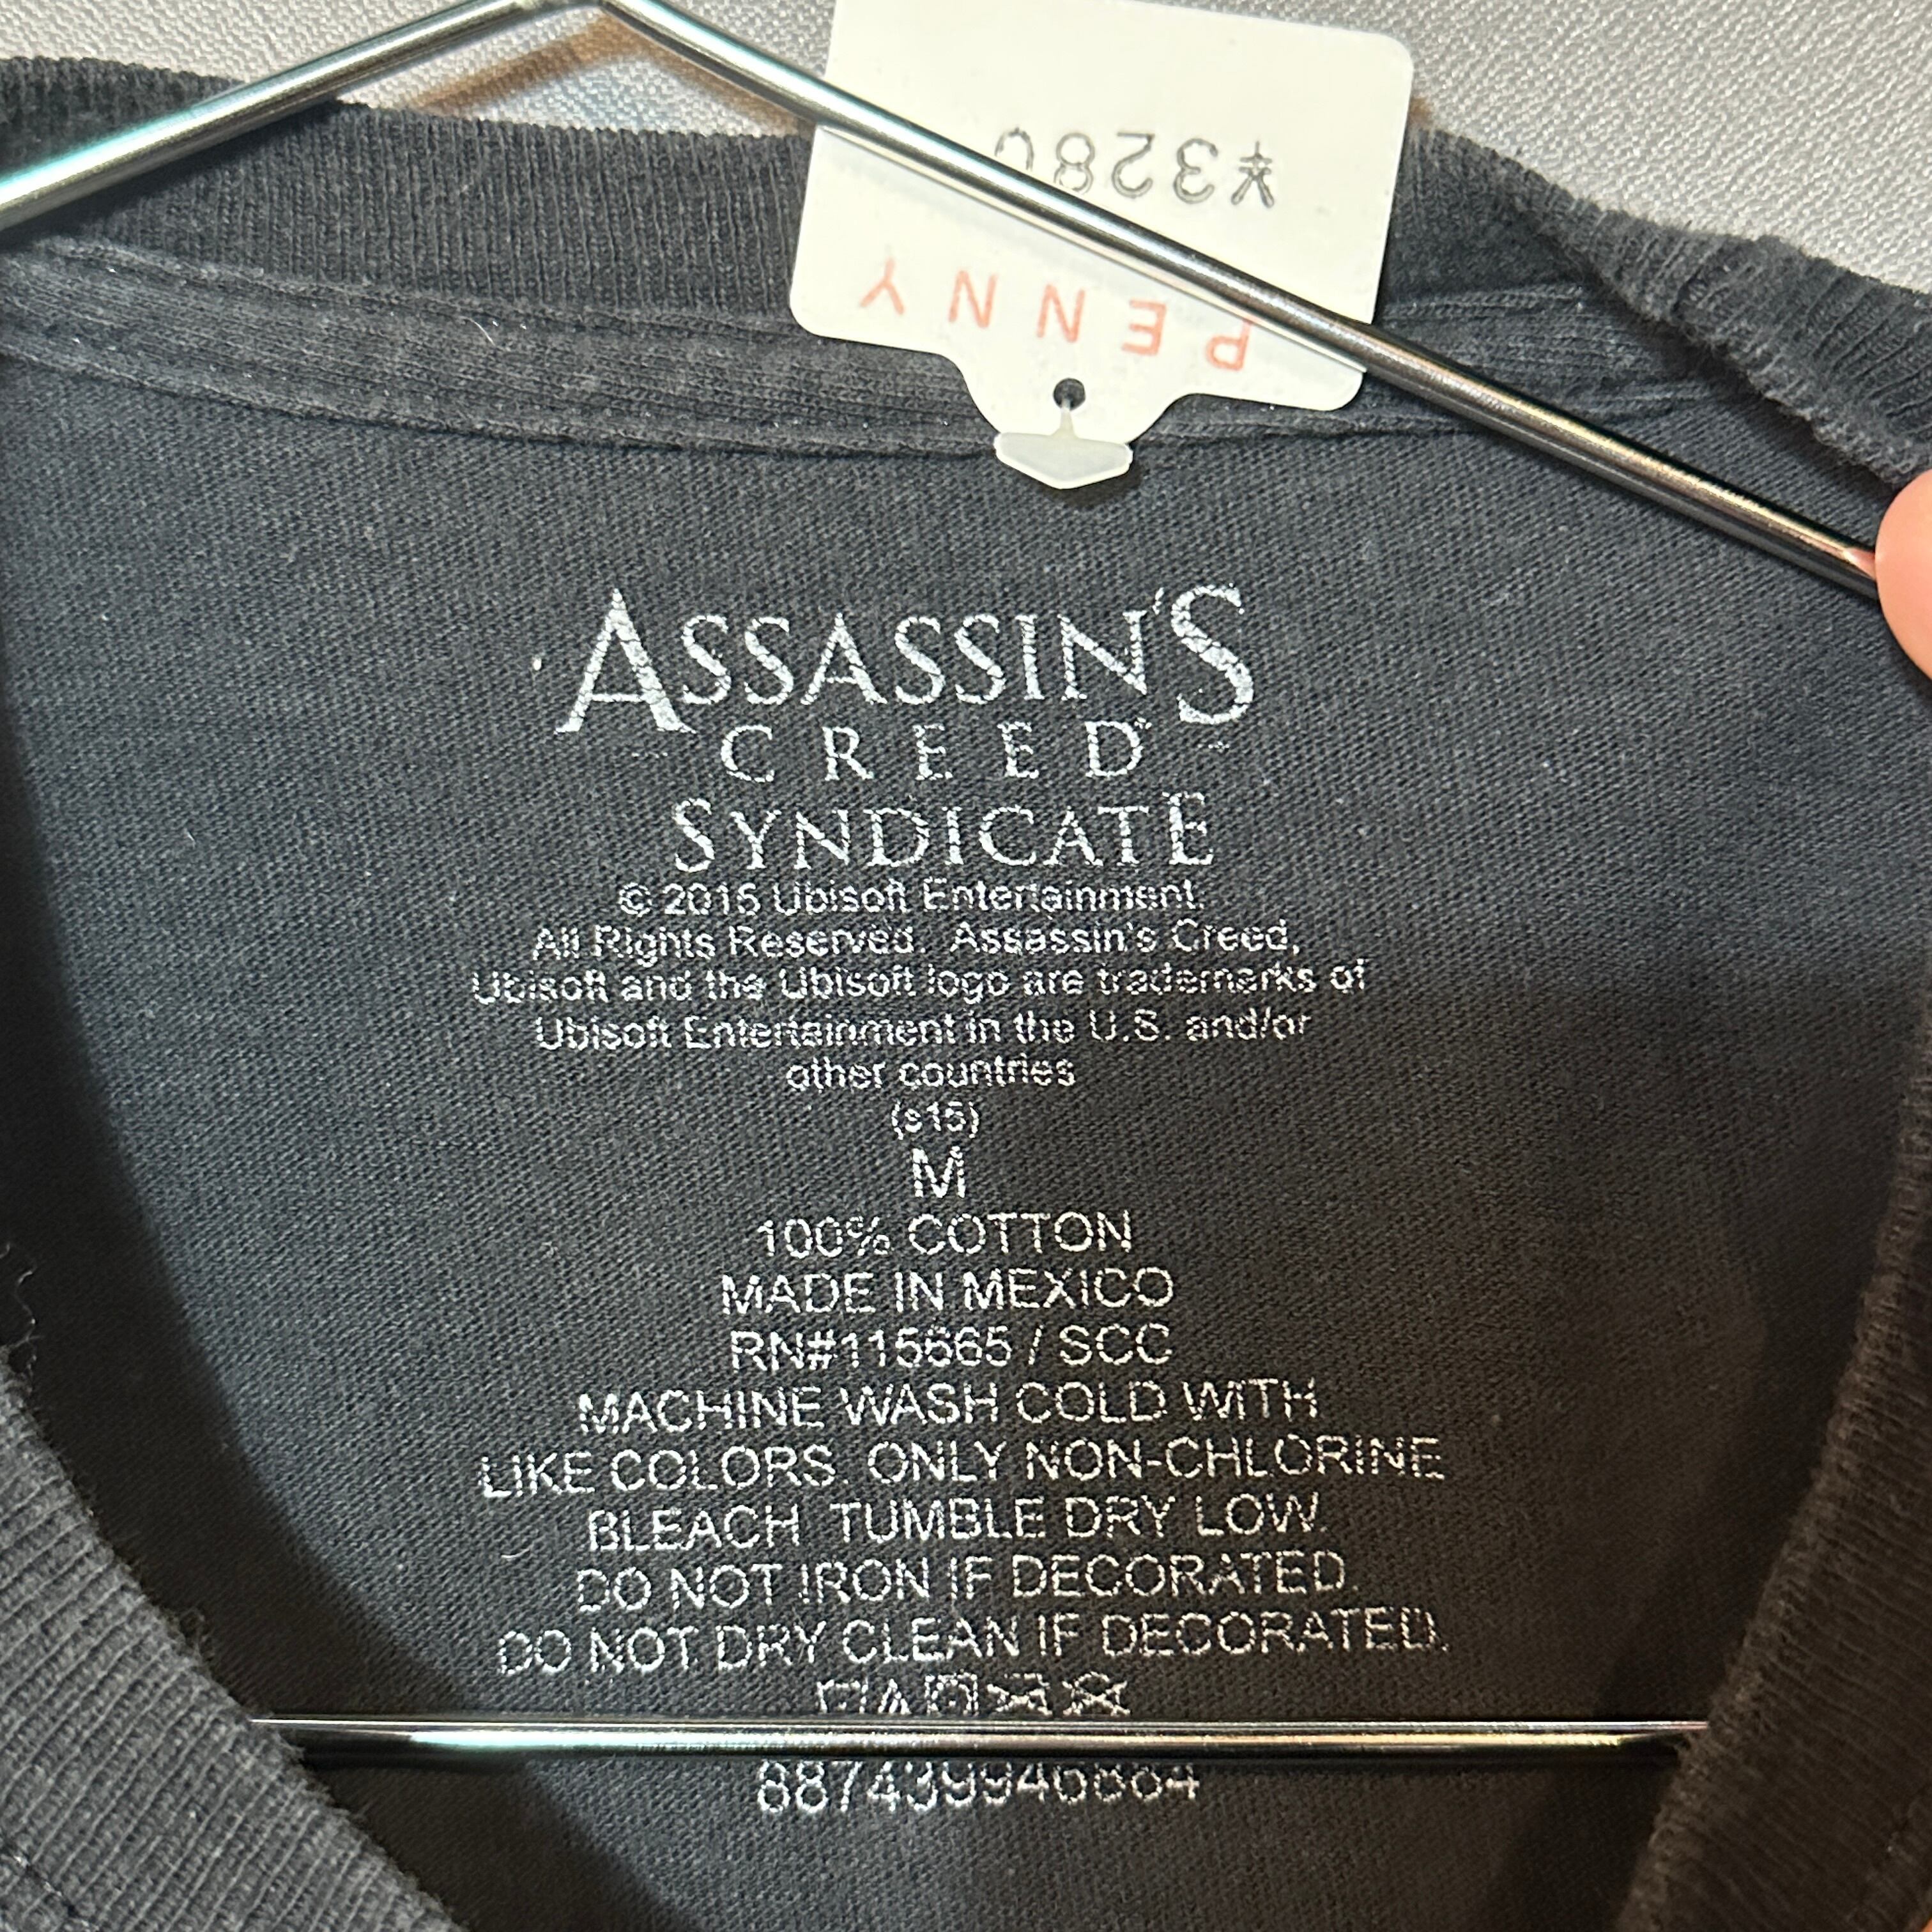 *3280
PENNY
ASSASSIN'S
CREED™
SYNDICATE
© 2015 Ubisoft Entertainment.
All Rights Reserved. Assassin's Creed,
Ubisoft and the Ubisoft logo are trademarks of
Ubisoft Entertainment in the U.S. and/or
other countries
(s15)
M
100% COTTON
MADE IN MEXICO
RN#115665 / SCC
MACHINE WASH COLD WITH
LIKE COLORS. ONLY NON-CHLORINE
BLEACH TUMBLE DRY LOW.
DO NOT IRON IF DECORATED.
DO NOT DRY CLEAN IF DECORATED.